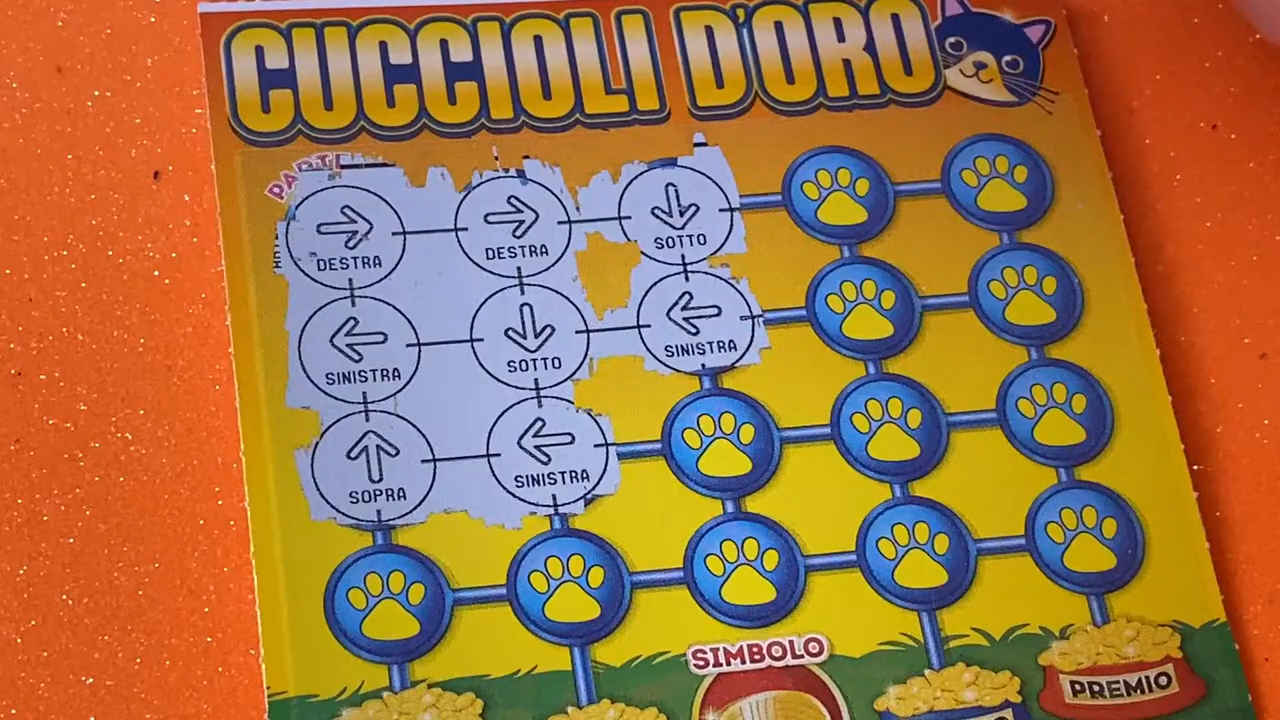 CUCCIOLI D'ORO
DESTRA DESTRA SOTTO
SINISTRA SOTTO SINISTRA
SOPRA SINISTRA
SIMBOLO
PREMIO